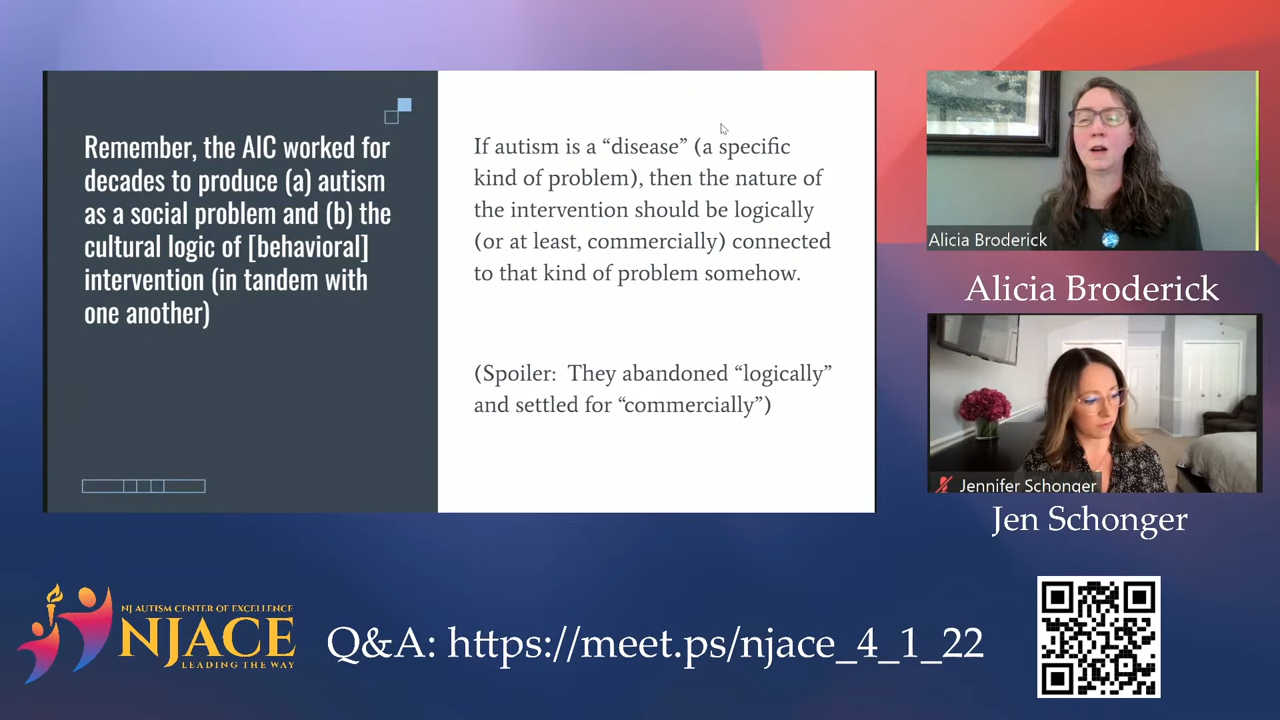 Remember, the AIC worked for
decades to produce (a) autism
as a social problem and (b) the
cultural logic of [behavioral]
intervention (in tandem with
one another)
If autism is a “disease” (a specific
kind of problem), then the nature of
the intervention should be logically
(or at least, commercially) connected
to that kind of problem somehow.
(Spoiler: They abandoned “logically”
and settled for “commercially”)
Alicia Broderick
Alicia Broderick
Jennifer Schonger
Jen Schonger
NJ AUTISM CENTER OF EXCELLENCE
NJACE
LEADING THE WAY
Q&A: https://meet.ps/njace_4_1_22